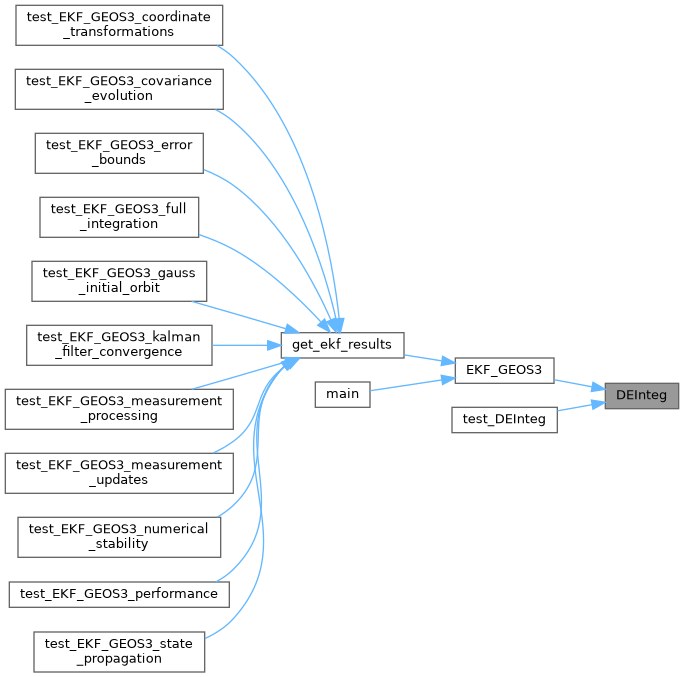 test_EKF_GEOS3_coordinate
_transformations
test_EKF_GEOS3_covariance
_evolution
test_EKF_GEOS3_error
_bounds
test_EKF_GEOS3_full
_integration
test_EKF_GEOS3_gauss
_initial_orbit
test_EKF_GEOS3_kalman
_filter_convergence
test_EKF_GEOS3_measurement
_processing
test_EKF_GEOS3_measurement
_updates
test_EKF_GEOS3_numerical
_stability
test_EKF_GEOS3_performance
test_EKF_GEOS3_state
_propagation
get_ekf_results
main
EKF_GEOS3
test_DEInteg
DEInteg